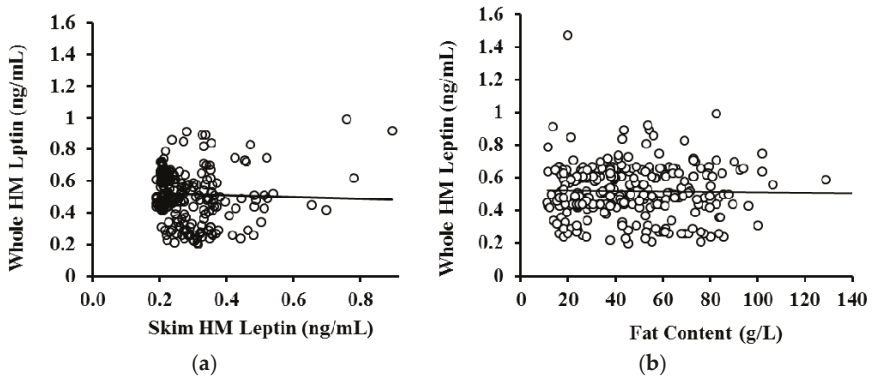 1.6
1.4
1.2
1
0.8
0.6
0.4
0.2
0
Whole HM Lptin (ng/mL)
0.0 0.2 0.4 0.6 0.8
Skim HM Leptin (ng/mL)
(a)
1.6
1.4
1.2
1
0.8
0.6
0.4
0.2
0
Whole HM Leptin (ng/mL)
0 20 40 60 80 100 120 140
Fat Content (g/L)
(b)